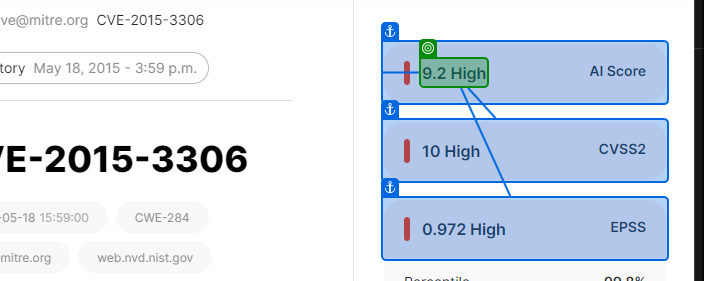 ve@mitre.org CVE-2015-3306
tory May 18, 2015 - 3:59 p.m.
VE-2015-3306
-05-18 15:59:00 CWE-284
mitre.org web.nvd.nist.gov
9.2 High AI Score
10 High CVSS2
0.972 High EPSS
Percentile 99.8%